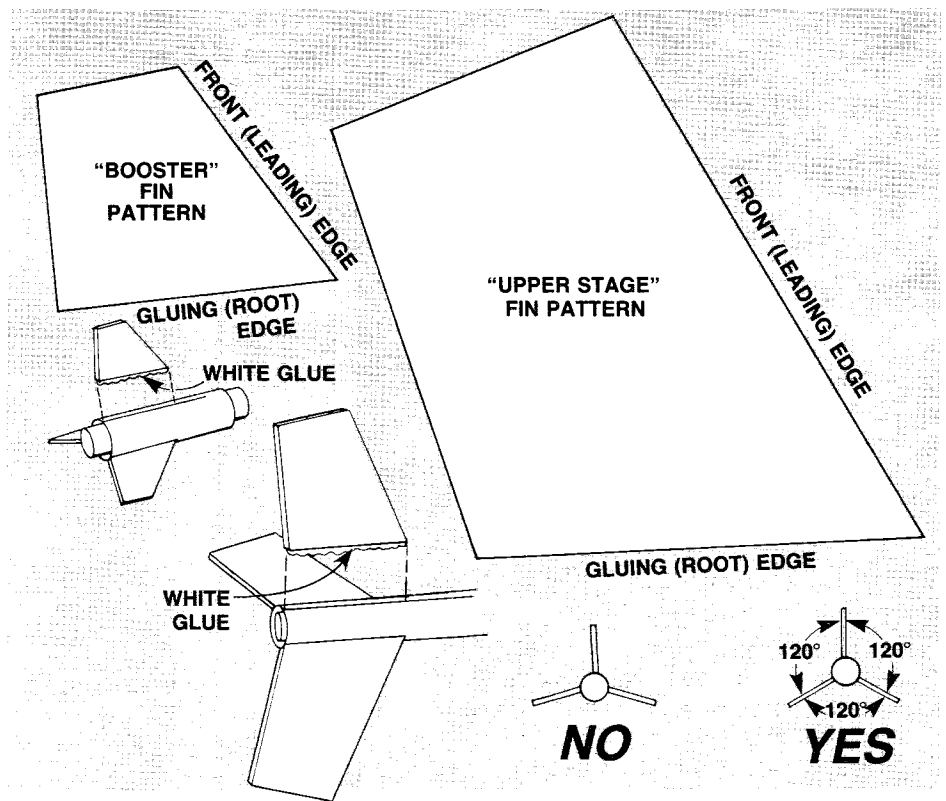 FRONT (LEADING) EDGE
“BOOSTER”
FIN
PATTERN
GLUING (ROOT)
EDGE
WHITE GLUE
FRONT (LEADING) EDGE
“UPPER STAGE”
FIN PATTERN
GLUING (ROOT) EDGE
WHITE
GLUE
NO
120°
120°
120°
YES